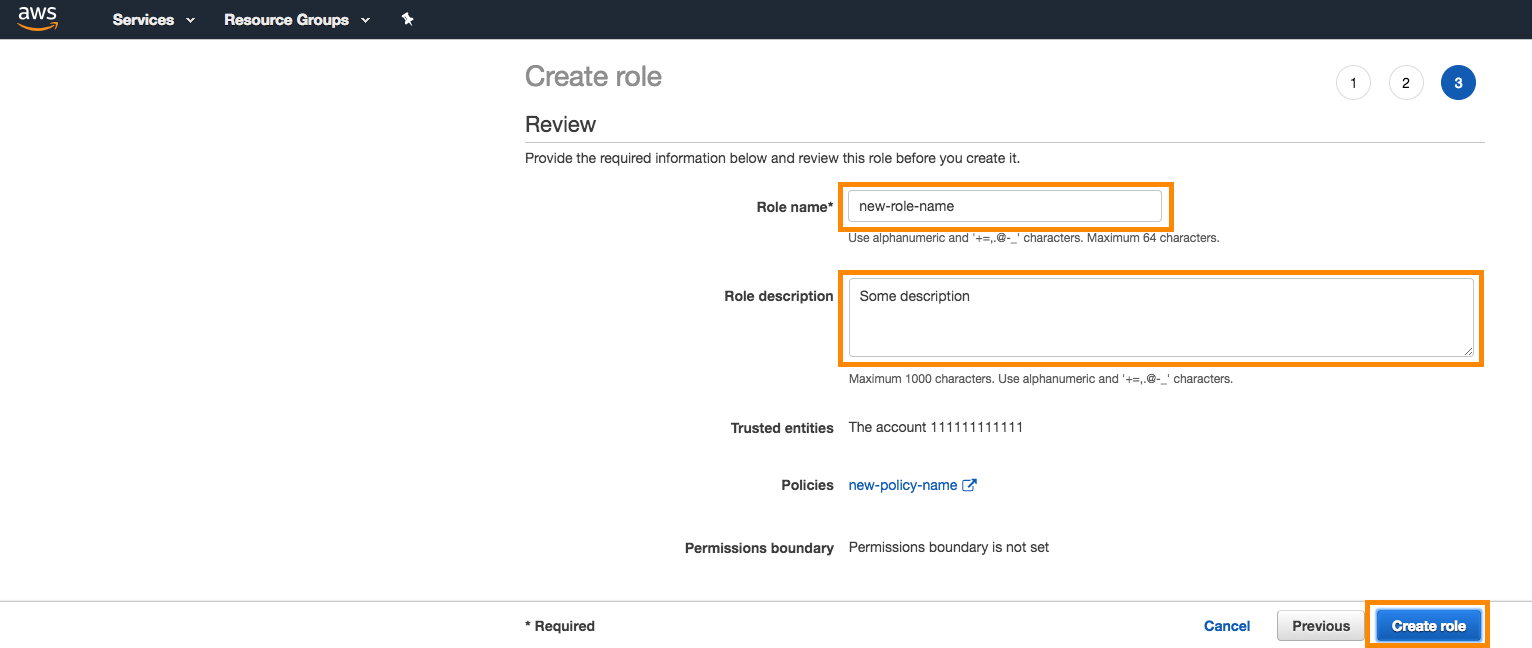 aws
Services Resource Groups
Create role
1 2 3
Review
Provide the required information below and review this role before you create it.
Role name* new-role-name
Use alphanumeric and '+=,.@-_' characters. Maximum 64 characters.
Role description Some description
Maximum 1000 characters. Use alphanumeric and '+=,.@-_' characters.
Trusted entities The account 111111111111
Policies new-policy-name
Permissions boundary Permissions boundary is not set
* Required Cancel Previous Create role